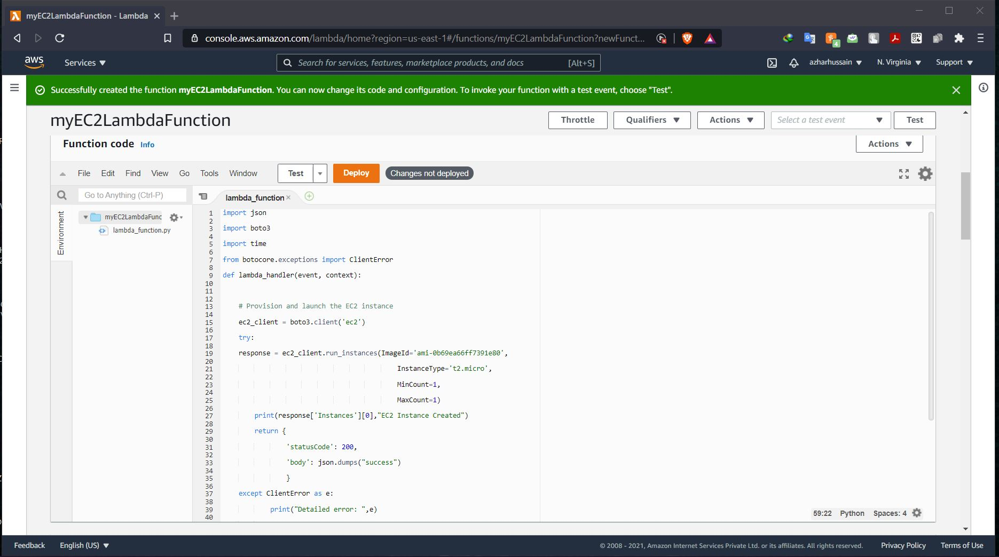 myEC2LambdaFunction - Lambda
console.aws.amazon.com/lambda/home?region=us-east-1#/functions/myEC2LambdaFunction?newFunct...
4
aws
Services
Search for services, features, marketplace products, and docs [Alt+S]
azharhussain
N. Virginia
Support
Successfully created the function myEC2LambdaFunction. You can now change its code and configuration. To invoke your function with a test event, choose "Test".
myEC2LambdaFunction
Throttle
Qualifiers
Actions
Select a test event
Test
Function code Info
Actions
File Edit Find View Go Tools Window
Test
Deploy
Changes not deployed
Go to Anything (Ctrl-P)
lambda_function
Environment
myEC2LambdaFunc
lambda_function.py
1 import json
2
3 import boto3
4
5 import time
6
7 from botocore.exceptions import ClientError
8
9 def lambda_handler(event, context):
10
11
12
13 # Provision and launch the EC2 instance
14
15 ec2_client = boto3.client('ec2')
16
17 try:
18
19 response = ec2_client.run_instances(ImageId='ami-0b69ea66ff7391e80',
20
21 InstanceType='t2.micro',
22
23 MinCount=1,
24
25 MaxCount=1)
26
27 print(response['Instances'][0],"EC2 Instance Created")
28
29 return {
30
31 'statusCode': 200,
32
33 'body': json.dumps("success")
34
35 }
36
37 except ClientError as e:
38
39 print("Detailed error: ",e)
40
59:22 Python Spaces: 4
Feedback
English (US)
© 2008 - 2021, Amazon Internet Services Private Ltd. or its affiliates. All rights reserved.
Privacy Policy
Terms of Use